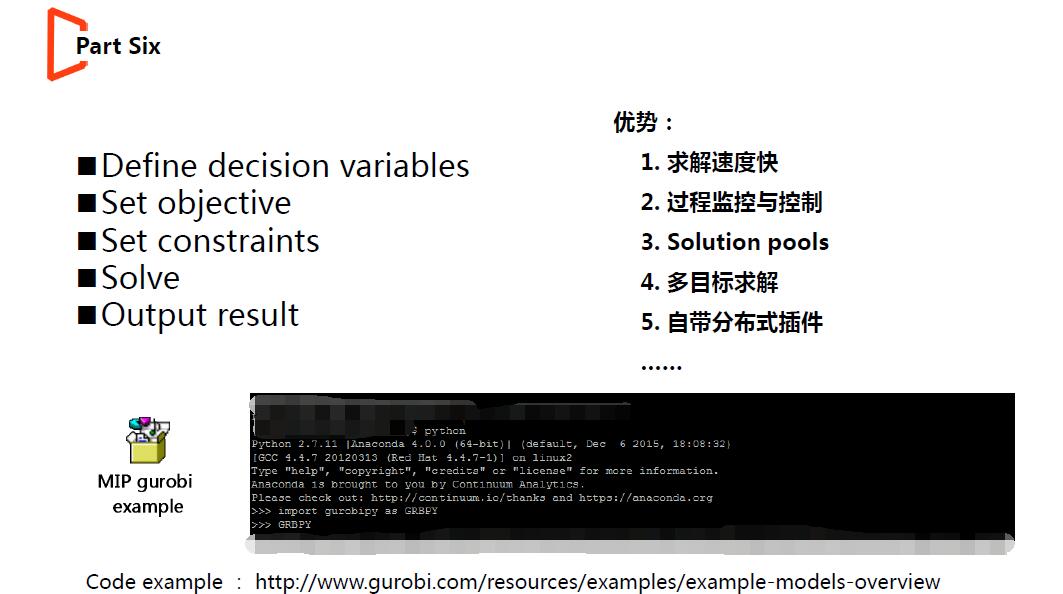 Part Six
■Define decision variables
■Set objective
■Set constraints
■Solve
■Output result
优势：
1. 求解速度快
2. 过程监控与控制
3. Solution pools
4. 多目标求解
5. 自带分布式插件
……
$ python
Python 2.7.11 |Anaconda 4.0.0 (64-bit)| (default, Dec  6 2015, 18:08:32)
[GCC 4.4.7 20120313 (Red Hat 4.4.7-1)] on linux2
Type "help", "copyright", "credits" or "license" for more information.
Anaconda is brought to you by Continuum Analytics.
Please check out: http://continuum.io/thanks and https://anaconda.org
>>> import gurobipy as GRBPY
>>> GRBPY
MIP gurobi
example
Code example ： http://www.gurobi.com/resources/examples/example-models-overview